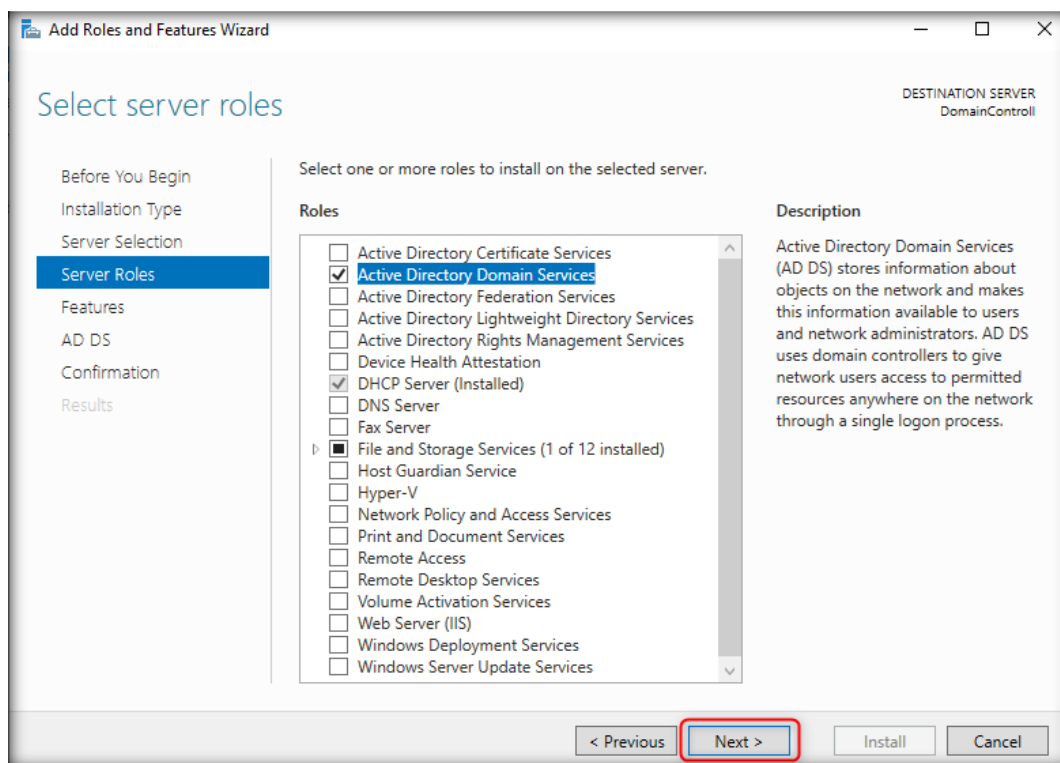 Add Roles and Features Wizard
Select server roles
DESTINATION SERVER
DomainControll
Before You Begin
Installation Type
Server Selection
Server Roles
Features
AD DS
Confirmation
Results
Select one or more roles to install on the selected server.
Roles
Active Directory Certificate Services
Active Directory Domain Services
Active Directory Federation Services
Active Directory Lightweight Directory Services
Active Directory Rights Management Services
Device Health Attestation
DHCP Server (Installed)
DNS Server
Fax Server
File and Storage Services (1 of 12 installed)
Host Guardian Service
Hyper-V
Network Policy and Access Services
Print and Document Services
Remote Access
Remote Desktop Services
Volume Activation Services
Web Server (IIS)
Windows Deployment Services
Windows Server Update Services
Description
Active Directory Domain Services
(AD DS) stores information about
objects on the network and makes
this information available to users
and network administrators. AD DS
uses domain controllers to give
network users access to permitted
resources anywhere on the network
through a single logon process.
< Previous
Next >
Install
Cancel